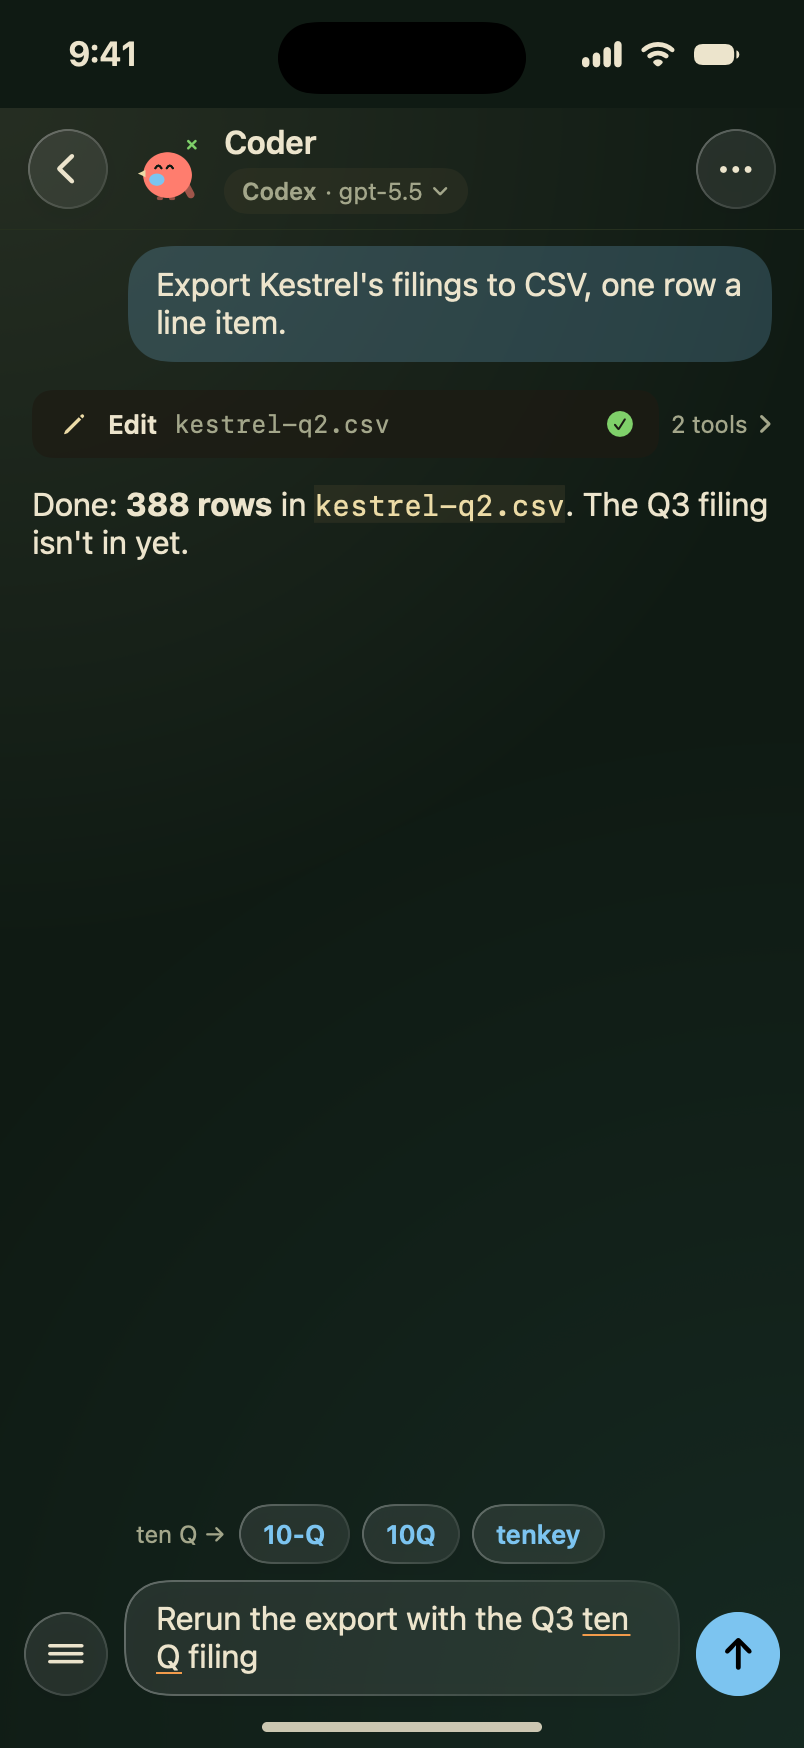 9:41
Coder
Codex · gpt-5.5
Export Kestrel's filings to CSV, one row a
line item.
Edit kestrel-q2.csv 2 tools
Done: 388 rows in kestrel-q2.csv. The Q3 filing
isn't in yet.
ten Q → 10-Q 10Q tenkey
Rerun the export with the Q3 ten
Q filing